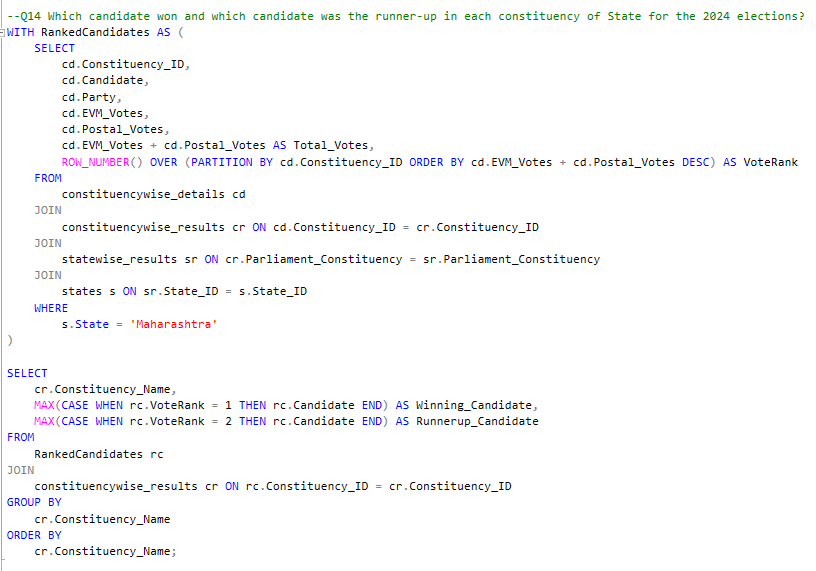 --Q14 Which candidate won and which candidate was the runner-up in each constituency of State for the 2024 elections?
WITH RankedCandidates AS (
    SELECT
        cd.Constituency_ID,
        cd.Candidate,
        cd.Party,
        cd.EVM_Votes,
        cd.Postal_Votes,
        cd.EVM_Votes + cd.Postal_Votes AS Total_Votes,
        ROW_NUMBER() OVER (PARTITION BY cd.Constituency_ID ORDER BY cd.EVM_Votes + cd.Postal_Votes DESC) AS VoteRank
    FROM
        constituencywise_details cd
    JOIN
        constituencywise_results cr ON cd.Constituency_ID = cr.Constituency_ID
    JOIN
        statewise_results sr ON cr.Parliament_Constituency = sr.Parliament_Constituency
    JOIN
        states s ON sr.State_ID = s.State_ID
    WHERE
        s.State = 'Maharashtra'
)

SELECT
    cr.Constituency_Name,
    MAX(CASE WHEN rc.VoteRank = 1 THEN rc.Candidate END) AS Winning_Candidate,
    MAX(CASE WHEN rc.VoteRank = 2 THEN rc.Candidate END) AS Runnerup_Candidate
FROM
    RankedCandidates rc
JOIN
    constituencywise_results cr ON rc.Constituency_ID = cr.Constituency_ID
GROUP BY
    cr.Constituency_Name
ORDER BY
    cr.Constituency_Name;